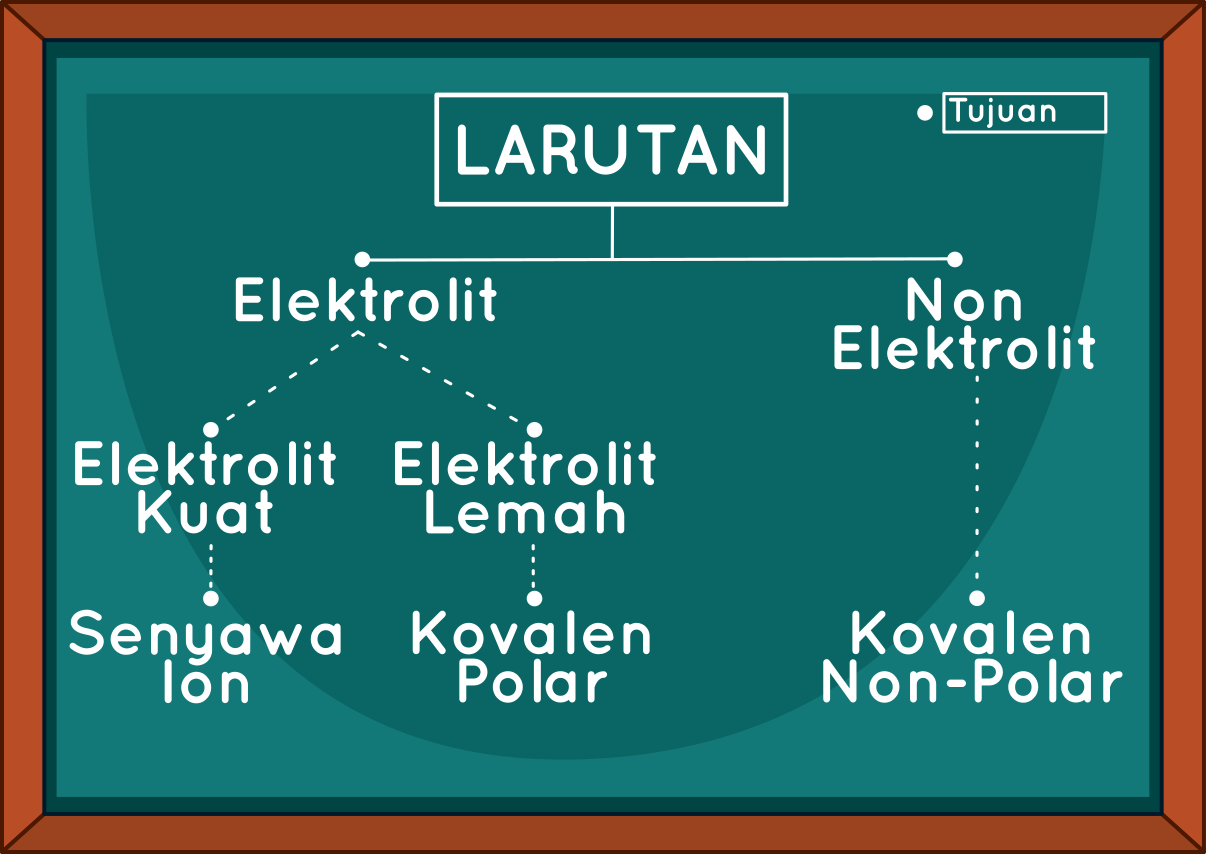 LARUTAN
Tujuan
Elektrolit
Non
Elektrolit
Elektrolit
Kuat
Elektrolit
Lemah
Senyawa
Ion
Kovalen
Polar
Kovalen
Non-Polar